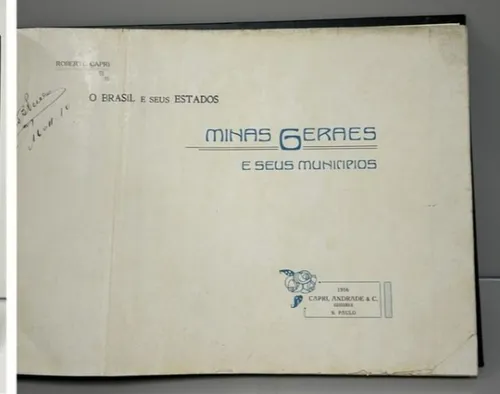 ROBERTO CAPRI
O BRASIL E SEUS ESTADOS
MINAS GERAES
E SEUS MUNICIPIOS
1916
CAPRI, ANDRADE & C.
EDITORES
S. PAULO